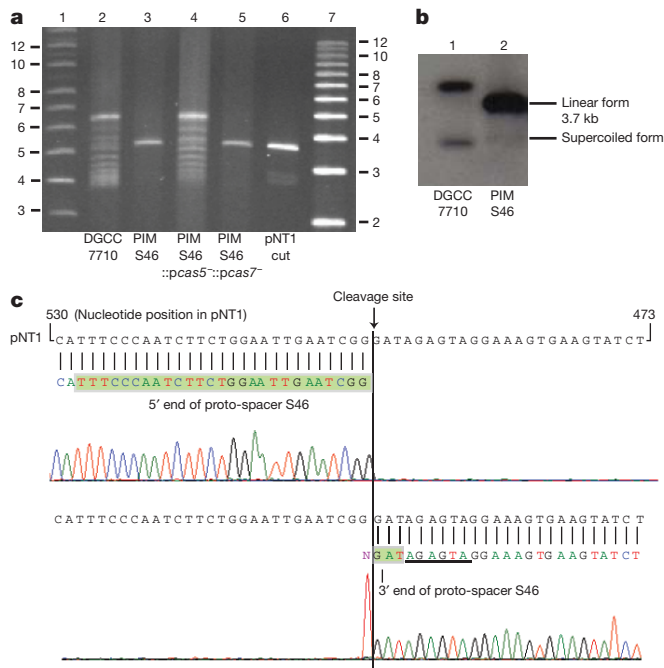 a
1 2 3 4 5 6 7
12
10
8
7
6
5
4
3
12
10
8
7
6
5
4
3
2
DGCC 7710
PIM S46
PIM S46 ::pcas5⁻
PIM S46 ::pcas7⁻
pNT1 cut
b
1 2
Linear form
3.7 kb
Supercoiled form
DGCC 7710
PIM S46
c
Cleavage site
530 (Nucleotide position in pNT1) 473
pNT1 CATTTCCCAATCTTCTGGAATTGAATCGGGATAGAGTAGGAAAGTGAAGTATCT
CATTTCCCAATCTTCTGGAATTGAATCGG
5′ end of proto-spacer S46
CATTTCCCAATCTTCTGGAATTGAATCGGGATAGAGTAGGAAAGTGAAGTATCT
NGATAGAGTAGGAAAGTGAAGTATCT
3′ end of proto-spacer S46